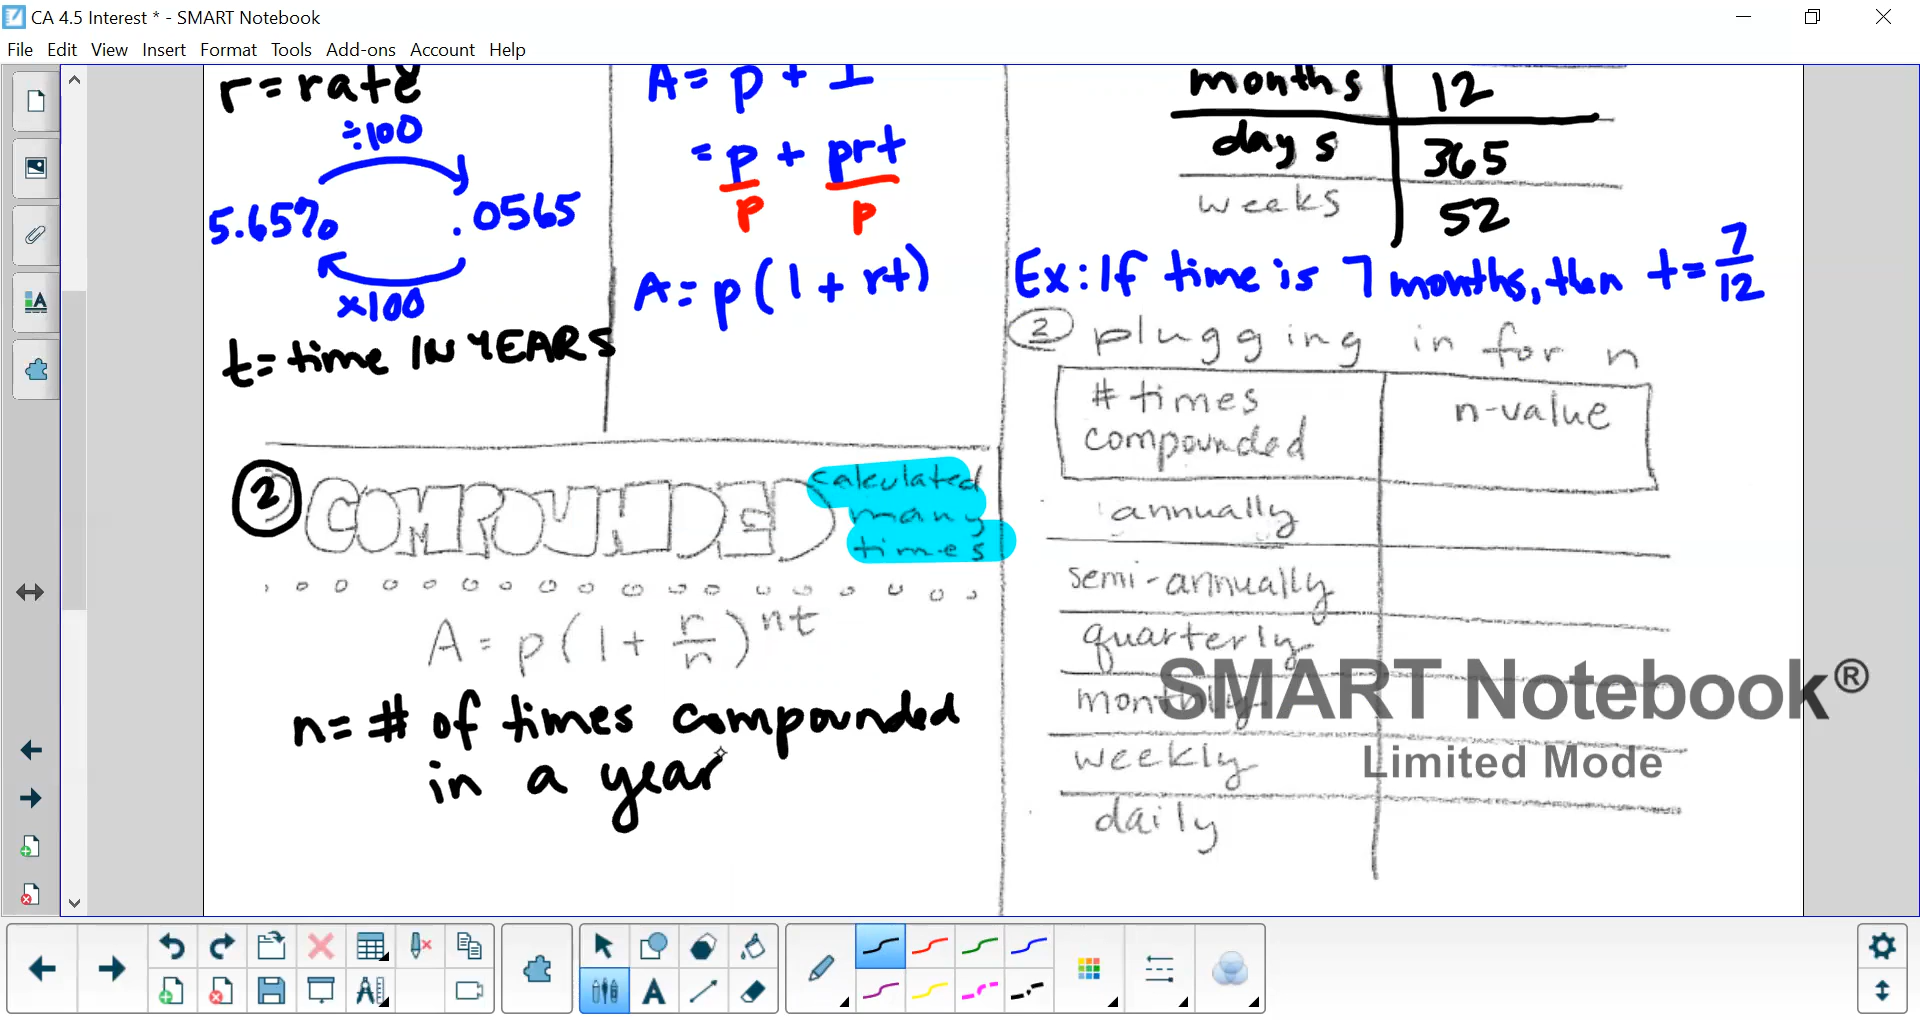 CA 4.5 Interest * - SMART Notebook
File Edit View Insert Format Tools Add-ons Account Help
r = rate
÷100
5.65% .0565
x100
t = time IN YEARS
A = p + I
= p + prt
p p
A = p(1 + rt)
months 12
days 365
weeks 52
Ex: If time is 7 months, then t = 7/12
② COMPOUNDED
calculated
many
times
A = p(1 + r/n)^nt
n = # of times compounded
in a year
② plugging in for n
# times
compounded
n-value
annually
semi-annually
quarterly
monthly
weekly
daily
SMART Notebook®
Limited Mode
A